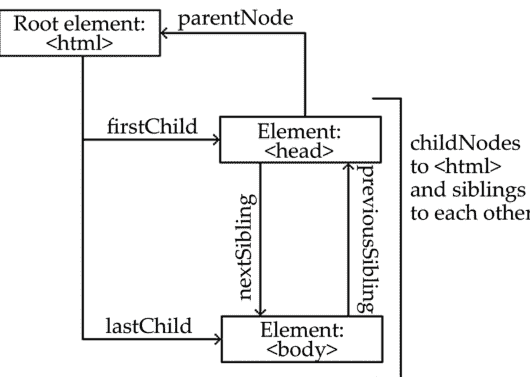 Root element:
<html>
parentNode
firstChild
Element:
<head>
nextSibling
previousSibling
lastChild
Element:
<body>
childNodes
to <html>
and siblings
to each other